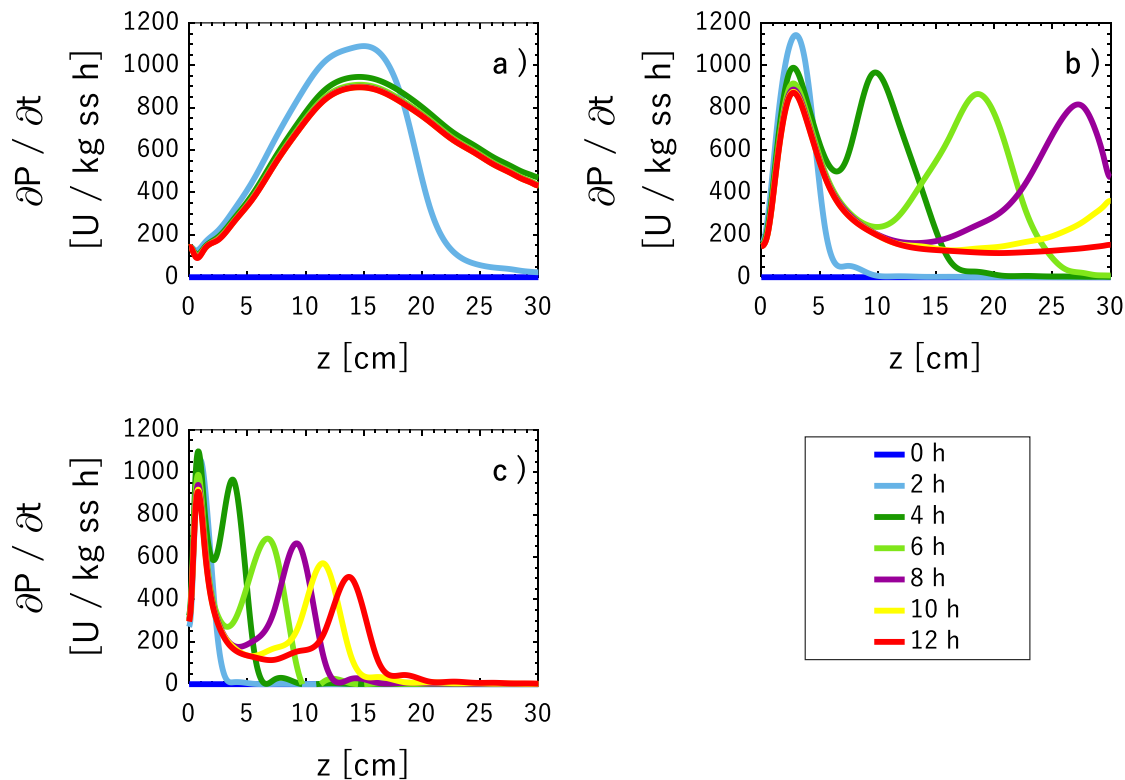 1200
1000
800
600
400
200
0
∂P / ∂t
[U / kg ss h]
a )
0 5 10 15 20 25 30
z [cm]
1200
1000
800
600
400
200
0
∂P / ∂t
[U / kg ss h]
b )
0 5 10 15 20 25 30
z [cm]
1200
1000
800
600
400
200
0
∂P / ∂t
[U / kg ss h]
c )
0 5 10 15 20 25 30
z [cm]
0 h
2 h
4 h
6 h
8 h
10 h
12 h